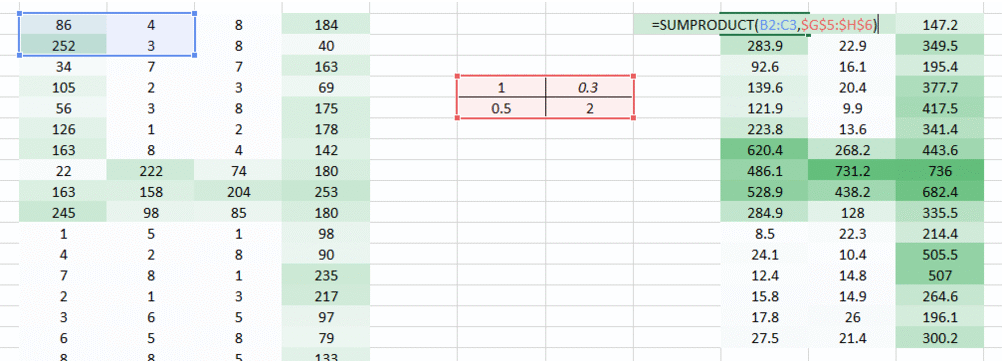 86 4 8 184 =SUMPRODUCT(B2:C3,$G$5:$H$6) 147.2
252 3 8 40 283.9 22.9 349.5
34 7 7 163 92.6 16.1 195.4
105 2 3 69 1 0.3 139.6 20.4 377.7
56 3 8 175 0.5 2 121.9 9.9 417.5
126 1 2 178 223.8 13.6 341.4
163 8 4 142 620.4 268.2 443.6
22 222 74 180 486.1 731.2 736
163 158 204 253 528.9 438.2 682.4
245 98 85 180 284.9 128 335.5
1 5 1 98 8.5 22.3 214.4
4 2 8 90 24.1 10.4 505.5
7 8 1 235 12.4 14.8 507
2 1 3 217 15.8 14.9 264.6
3 6 5 97 17.8 26 196.1
6 5 8 79 27.5 21.4 300.2
8 8 5 133